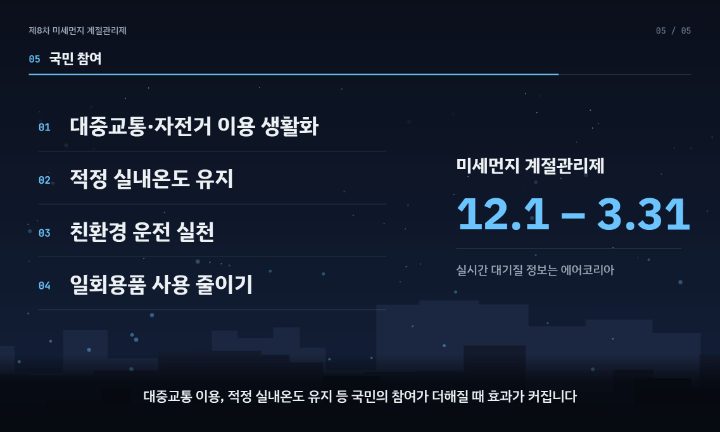 제8차 미세먼지 계절관리제
05 / 05
05 국민 참여
01 대중교통·자전거 이용 생활화
02 적정 실내온도 유지
03 친환경 운전 실천
04 일회용품 사용 줄이기
미세먼지 계절관리제
12.1 – 3.31
실시간 대기질 정보는 에어코리아
대중교통 이용, 적정 실내온도 유지 등 국민의 참여가 더해질 때 효과가 커집니다